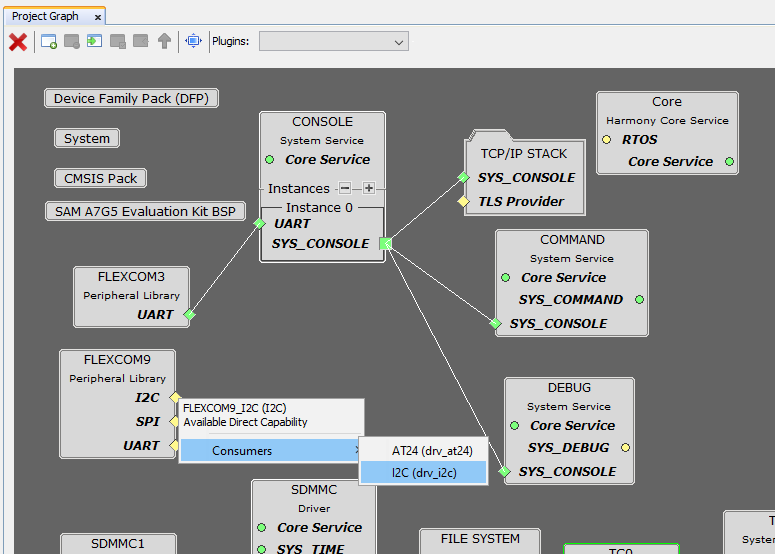 Project Graph
Plugins:
Device Family Pack (DFP)
System
CMSIS Pack
SAM A7G5 Evaluation Kit BSP
CONSOLE
System Service
Core Service
Instances
Instance 0
UART
SYS_CONSOLE
TCP/IP STACK
SYS_CONSOLE
TLS Provider
Core
Harmony Core Service
RTOS
Core Service
COMMAND
System Service
Core Service
SYS_COMMAND
SYS_CONSOLE
FLEXCOM3
Peripheral Library
UART
FLEXCOM9
Peripheral Library
I2C
SPI
UART
FLEXCOM9_I2C (I2C)
Available Direct Capability
Consumers
AT24 (drv_at24)
I2C (drv_i2c)
DEBUG
System Service
Core Service
SYS_DEBUG
SYS_CONSOLE
SDMMC
Driver
Core Service
SYS_TIME
SDMMC1
FILE SYSTEM
TC0